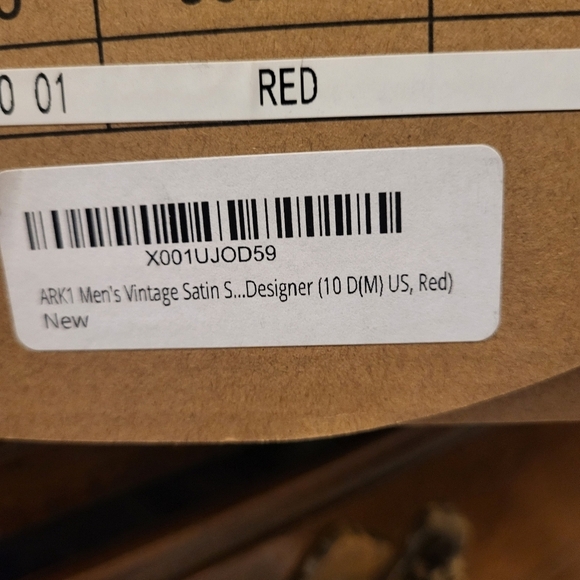 0 01 RED
X001UJOD59
ARK1 Men's Vintage Satin S...Designer (10 D(M) US, Red)
New